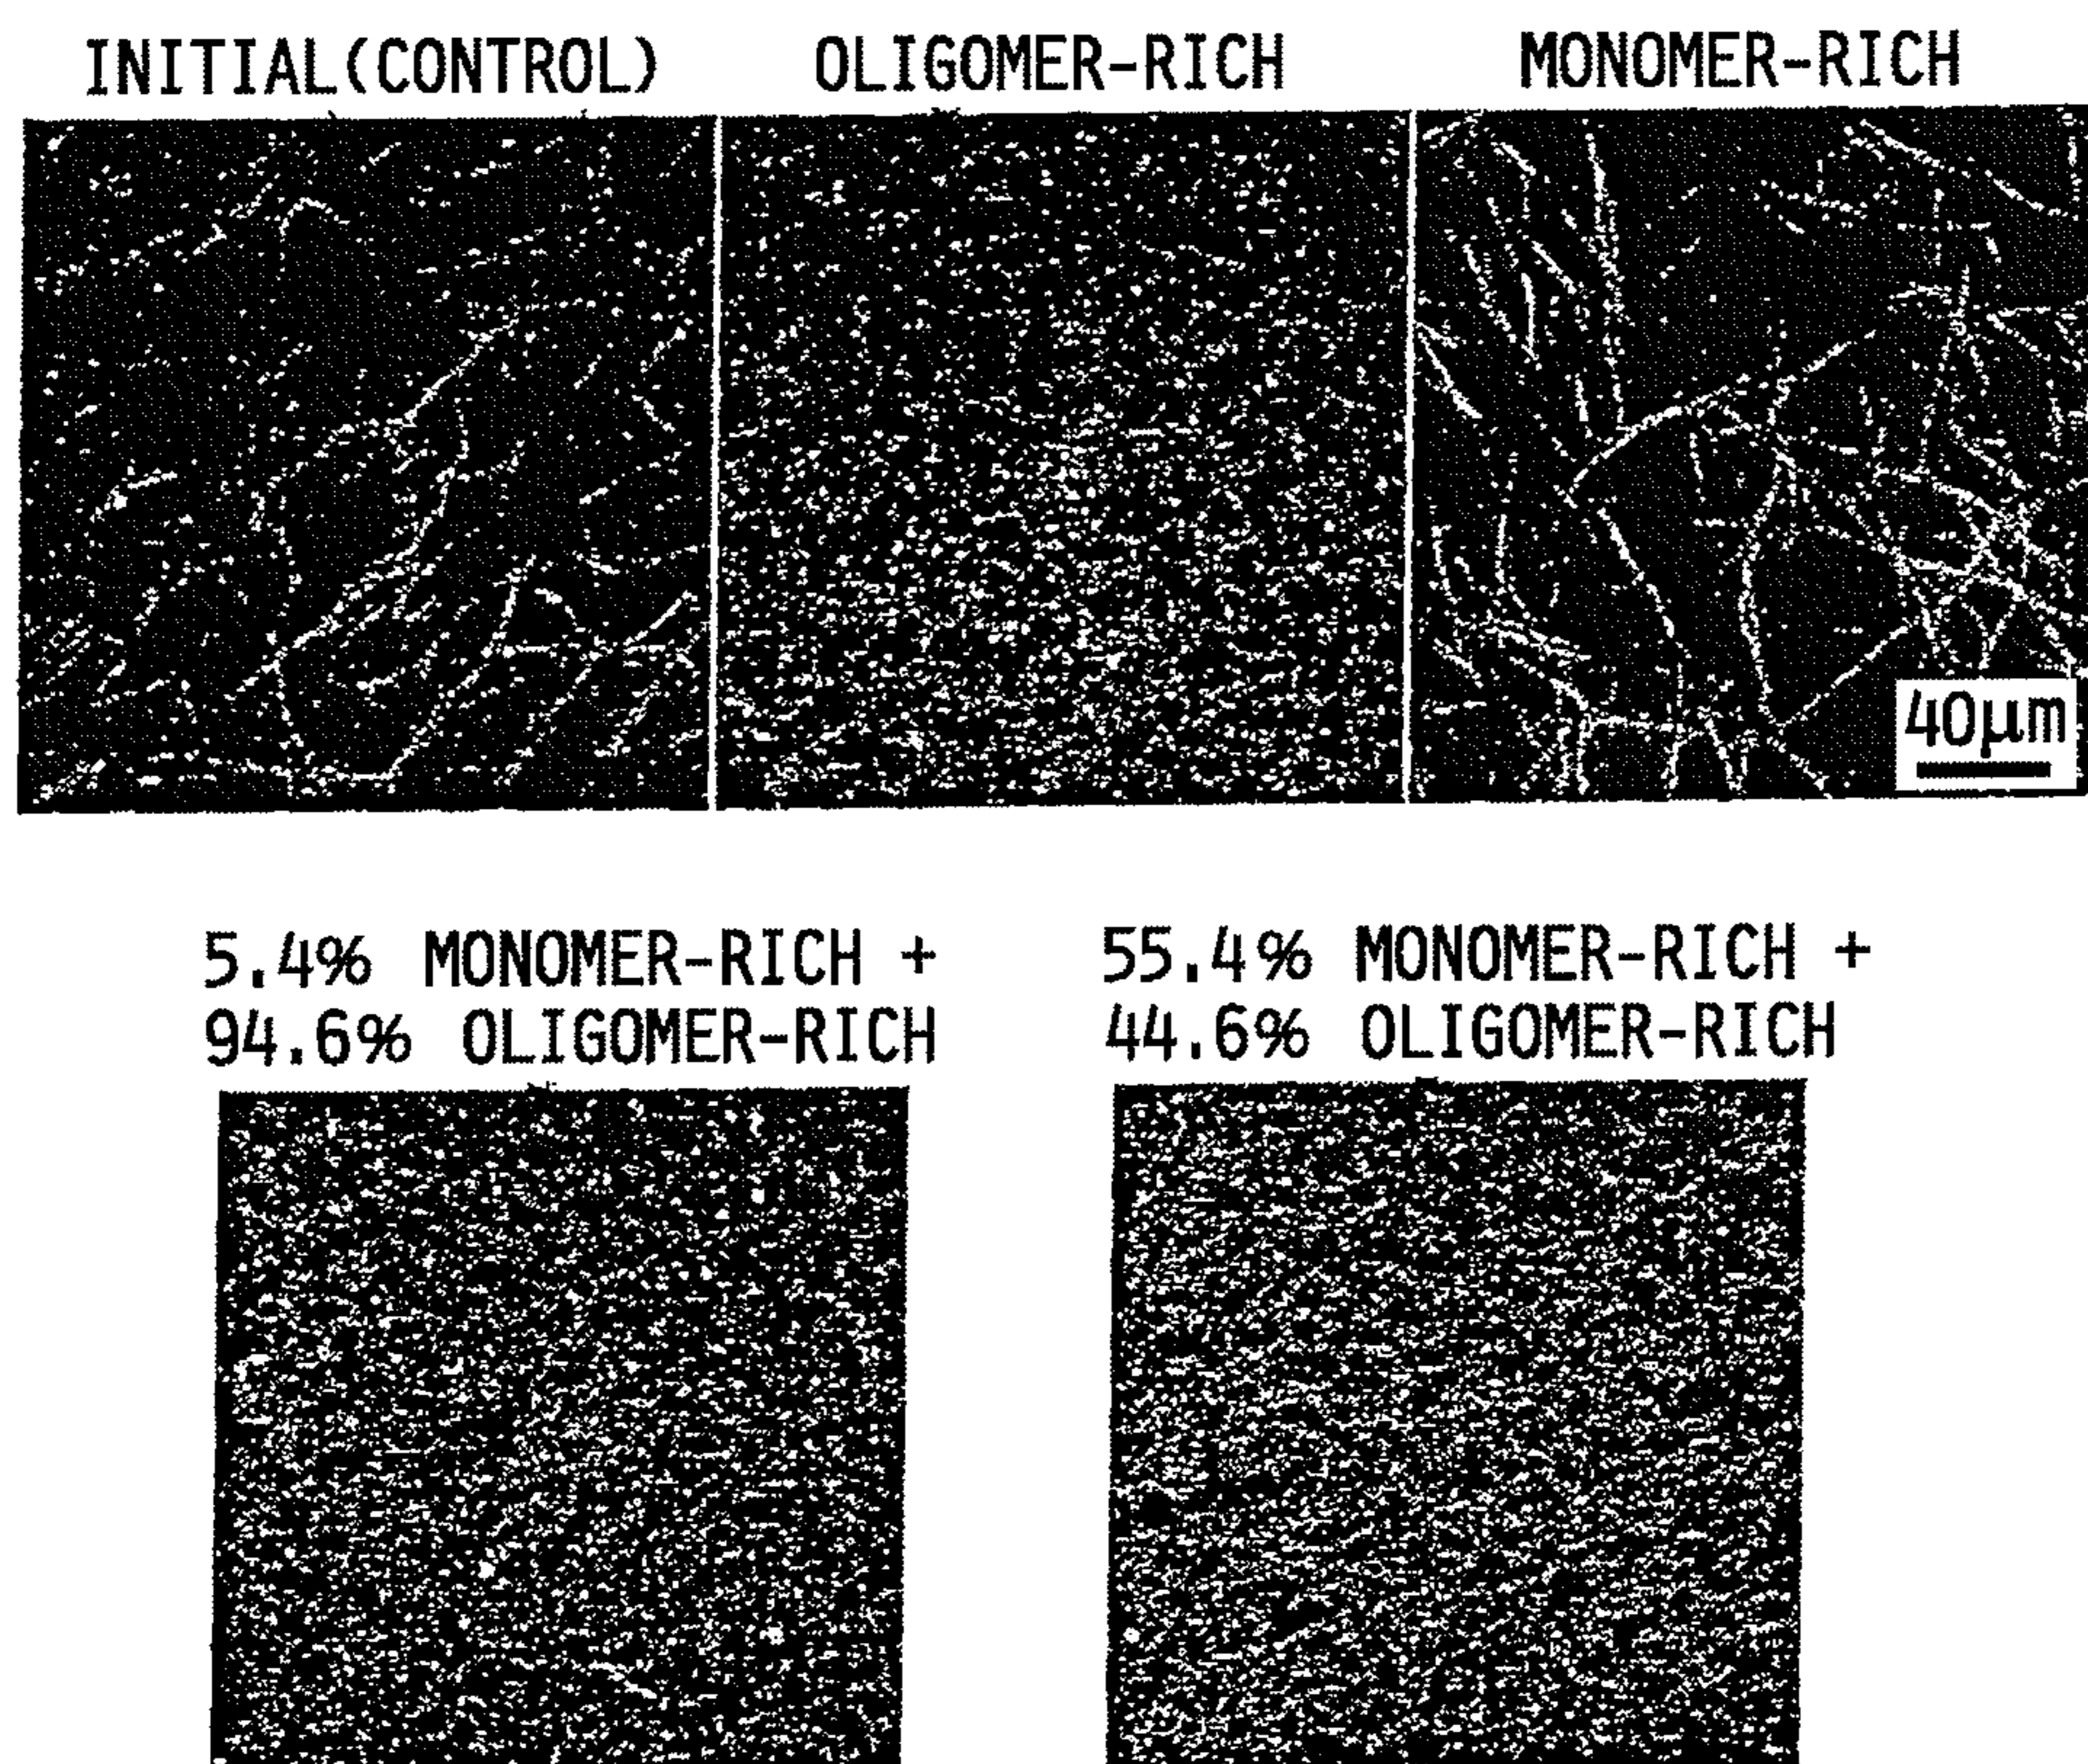 INITIAL(CONTROL) OLIGOMER-RICH MONOMER-RICH
40µm
5.4% MONOMER-RICH +
94.6% OLIGOMER-RICH
55.4% MONOMER-RICH +
44.6% OLIGOMER-RICH